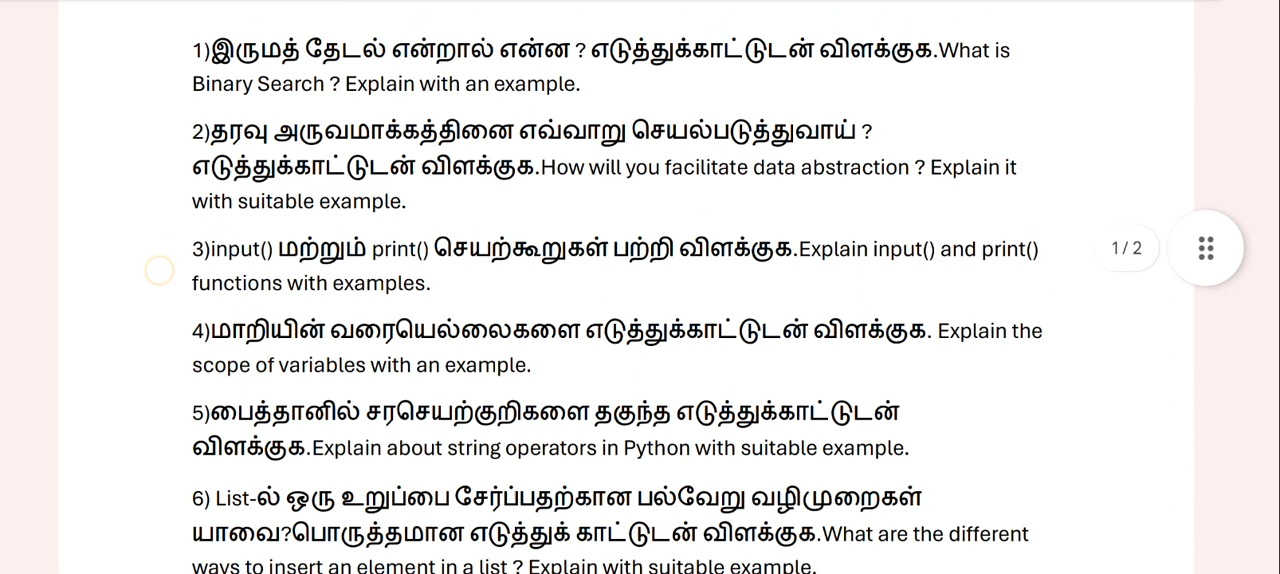 1)இருமத் தேடல் என்றால் என்ன ? எடுத்துக்காட்டுடன் விளக்குக.What is
Binary Search ? Explain with an example.
2)தரவு அருவமாக்கத்தினை எவ்வாறு செயல்படுத்துவாய் ?
எடுத்துக்காட்டுடன் விளக்குக.How will you facilitate data abstraction ? Explain it
with suitable example.
3)input() மற்றும் print() செயற்கூறுகள் பற்றி விளக்குக.Explain input() and print()
functions with examples.
1 / 2
4)மாறியின் வரையெல்லைகளை எடுத்துக்காட்டுடன் விளக்குக. Explain the
scope of variables with an example.
5)பைத்தானில் சரசெயற்குறிகளை தகுந்த எடுத்துக்காட்டுடன்
விளக்குக.Explain about string operators in Python with suitable example.
6) List-ல் ஒரு உறுப்பை சேர்ப்பதற்கான பல்வேறு வழிமுறைகள்
யாவை?பொருத்தமான எடுத்துக் காட்டுடன் விளக்குக.What are the different
ways to insert an element in a list ? Explain with suitable example.